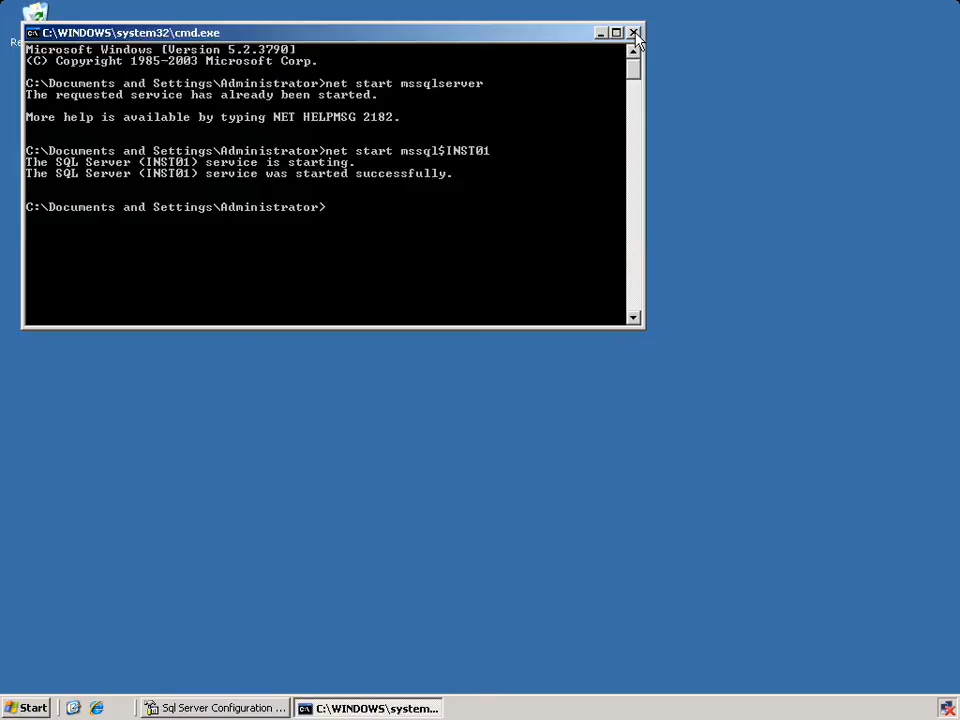 C:\WINDOWS\system32\cmd.exe
Microsoft Windows [Version 5.2.3790]
(C) Copyright 1985-2003 Microsoft Corp.
C:\Documents and Settings\Administrator>net start mssqlserver
The requested service has already been started.
More help is available by typing NET HELPMSG 2182.
C:\Documents and Settings\Administrator>net start mssql$INST01
The SQL Server (INST01) service is starting.
The SQL Server (INST01) service was started successfully.
C:\Documents and Settings\Administrator>
Start
Sql Server Configuration ...
C:\WINDOWS\system...